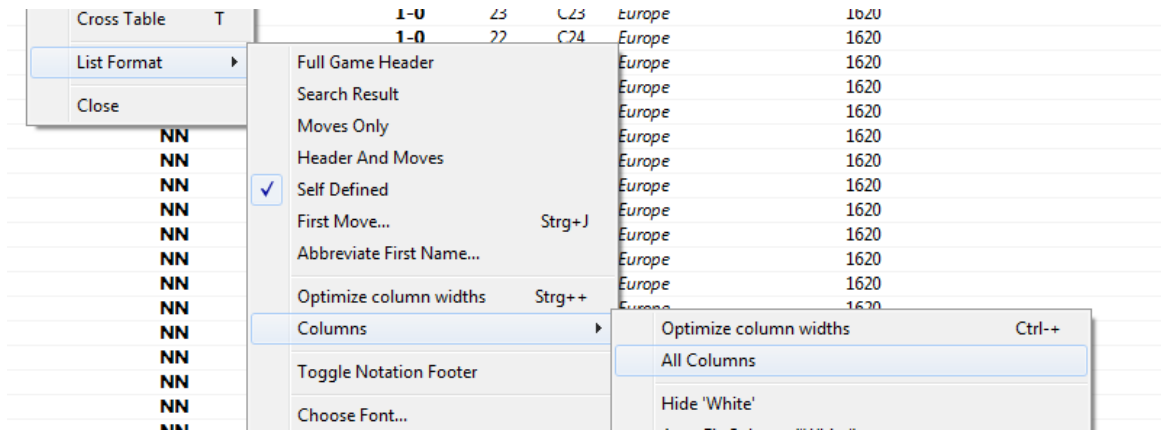 Cross Table T 1-0 23 C23 Europe 1620
1-0 22 C24 Europe 1620
List Format Full Game Header Europe 1620
Search Result Europe 1620
Close Moves Only Europe 1620
NN Europe 1620
NN Header And Moves Europe 1620
NN Self Defined Europe 1620
NN First Move... Strg+J Europe 1620
NN Abbreviate First Name... Europe 1620
NN Europe 1620
NN Optimize column widths Strg++ Europe 1620
NN Europe 1620
NN Columns Optimize column widths Ctrl-+
NN All Columns
NN Toggle Notation Footer
NN Choose Font... Hide 'White'
NN